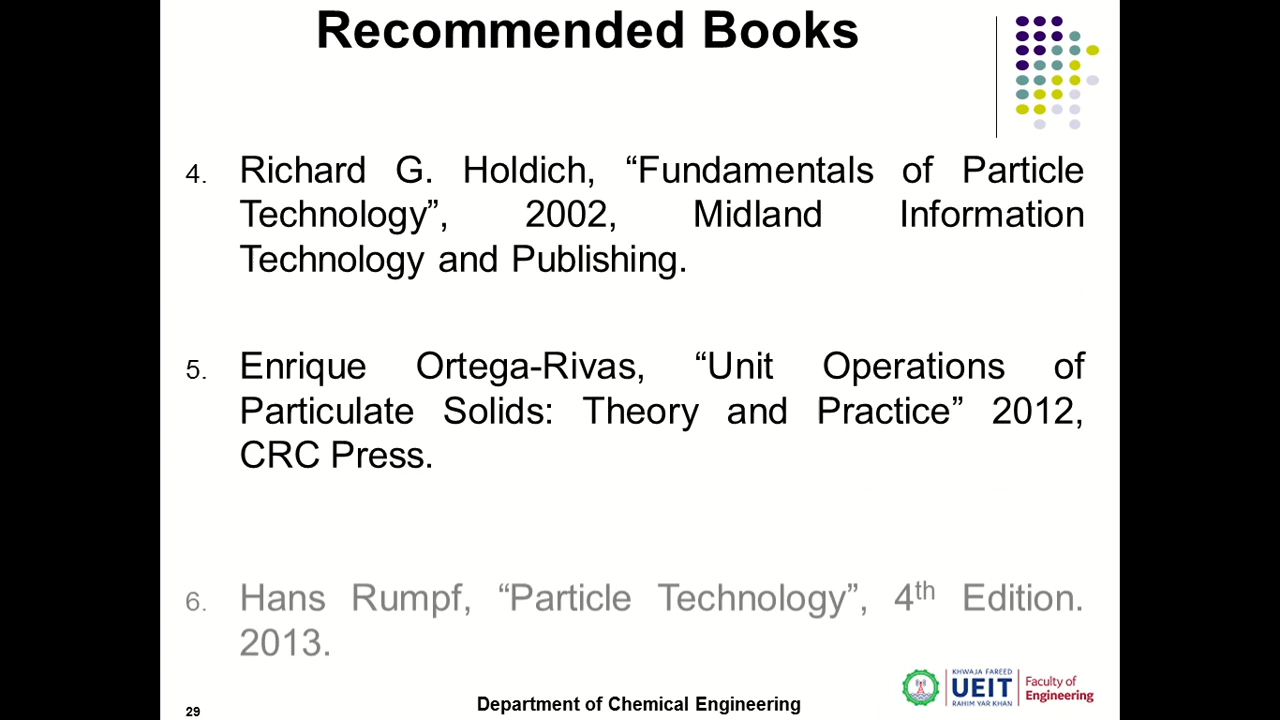 Recommended Books
4. Richard G. Holdich, “Fundamentals of Particle
Technology”, 2002, Midland Information
Technology and Publishing.
5. Enrique Ortega-Rivas, “Unit Operations of
Particulate Solids: Theory and Practice” 2012,
CRC Press.
6. Hans Rumpf, “Particle Technology”, 4th Edition.
2013.
29
Department of Chemical Engineering
KHWAJA FAREED
UEIT
RAHIM YAR KHAN
Faculty of
Engineering